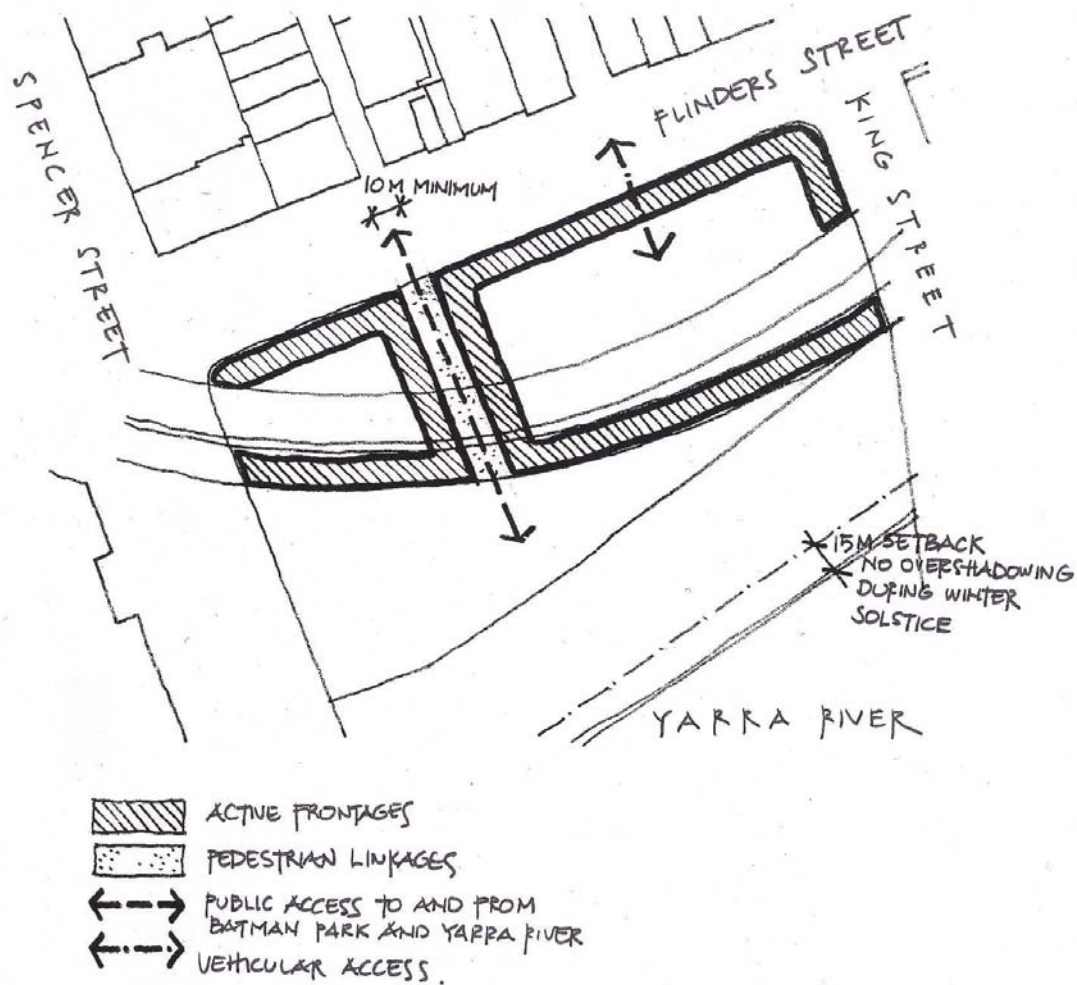 SPENCER STREET
FLINDERS STREET
KING STREET
10M MINIMUM
15M SETBACK
NO OVERSHADOWING
DURING WINTER
SOLSTICE
YARRA RIVER
ACTIVE FRONTAGES
PEDESTRIAN LINKAGES
PUBLIC ACCESS TO AND FROM
BATMAN PARK AND YARRA RIVER
VEHICULAR ACCESS.